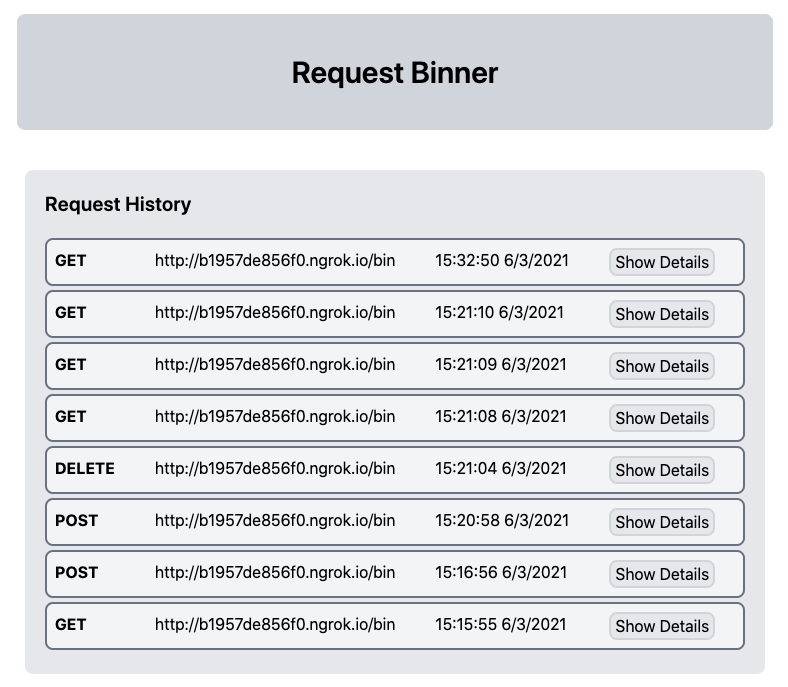 Request Binner
Request History
GET http://b1957de856f0.ngrok.io/bin 15:32:50 6/3/2021 Show Details
GET http://b1957de856f0.ngrok.io/bin 15:21:10 6/3/2021 Show Details
GET http://b1957de856f0.ngrok.io/bin 15:21:09 6/3/2021 Show Details
GET http://b1957de856f0.ngrok.io/bin 15:21:08 6/3/2021 Show Details
DELETE http://b1957de856f0.ngrok.io/bin 15:21:04 6/3/2021 Show Details
POST http://b1957de856f0.ngrok.io/bin 15:20:58 6/3/2021 Show Details
POST http://b1957de856f0.ngrok.io/bin 15:16:56 6/3/2021 Show Details
GET http://b1957de856f0.ngrok.io/bin 15:15:55 6/3/2021 Show Details